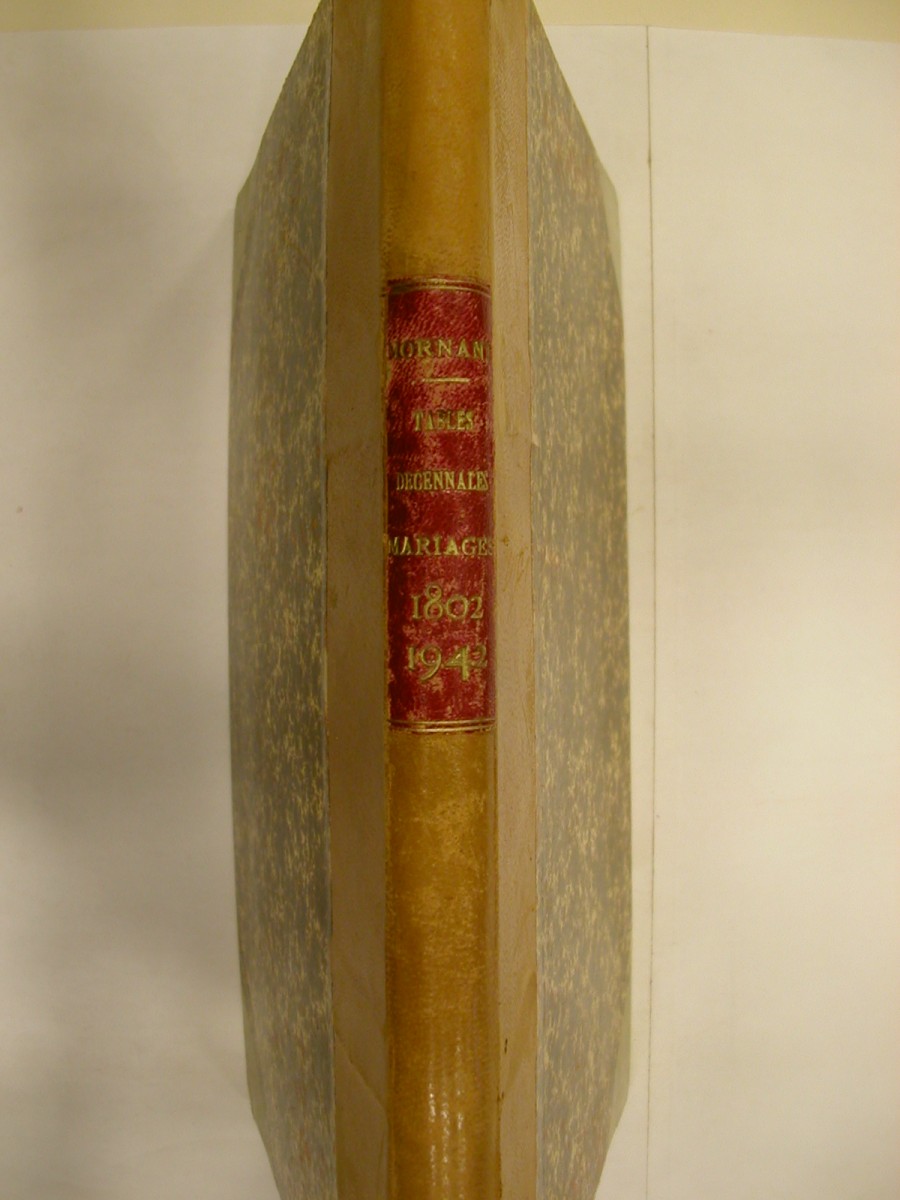 MORNANT
TABLES
DECENNALES
MARIAGES
1802
1942